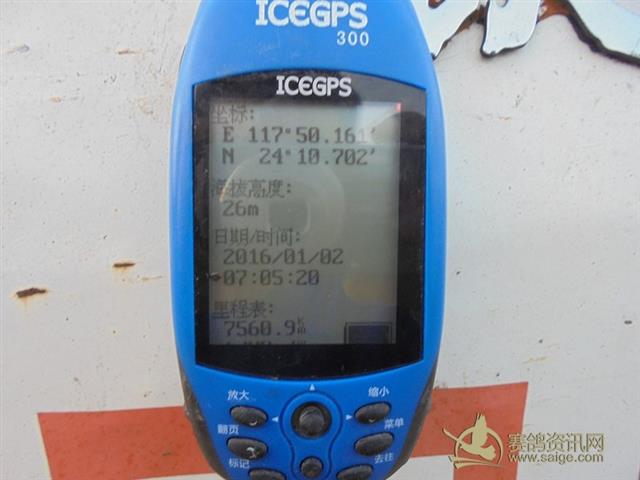 ICEGPS
300
ICEGPS
坐标:
E 117°50.161'
N 24°10.702'
海拔高度:
26m
日期/时间:
2016/01/02
07:05:20
里程表:
7560.9
放大
缩小
翻页
菜单
标记
去往
赛鸽资讯网
www.saige.com